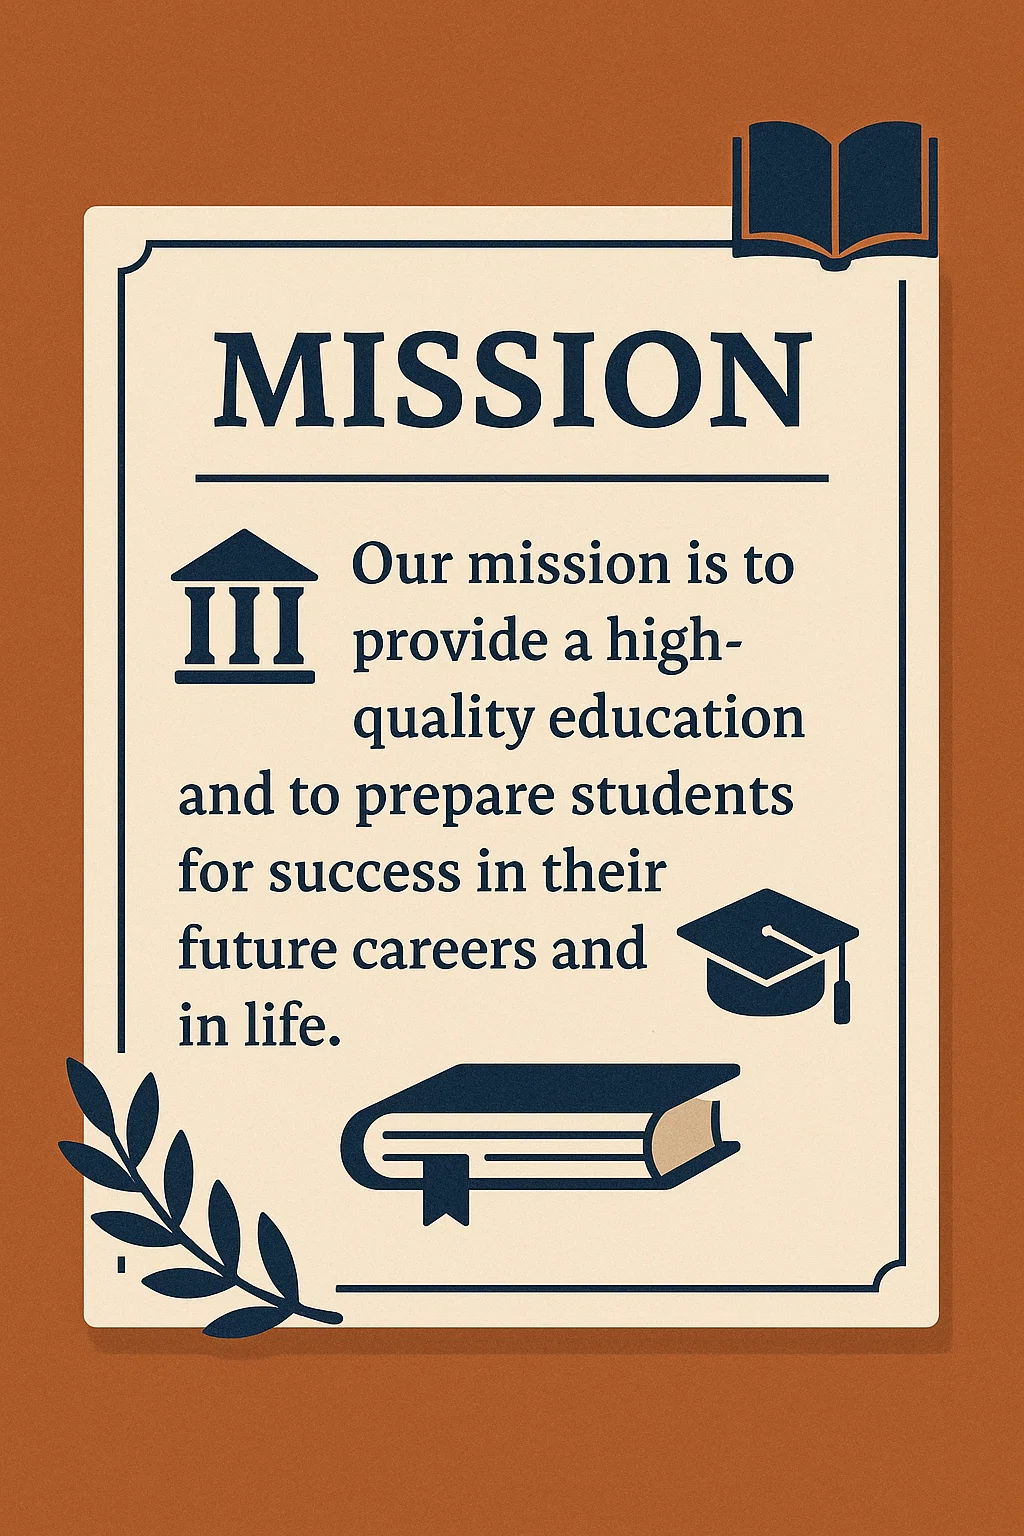 MISSION
Our mission is to
provide a high-
quality education
and to prepare students
for success in their
future careers and
in life.